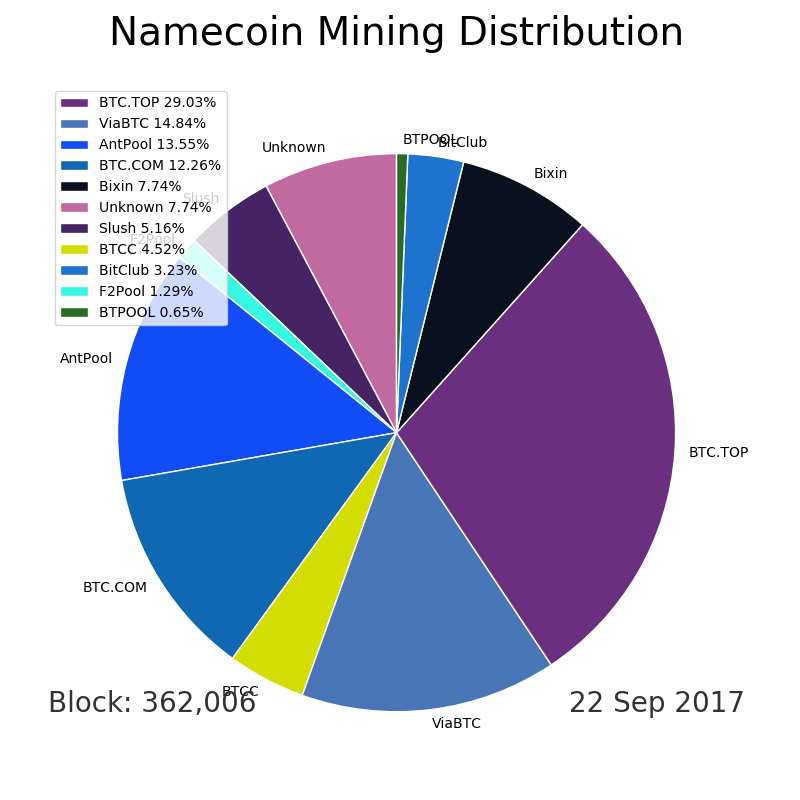 Namecoin Mining Distribution
BTC.TOP 29.03%
ViaBTC 14.84%
AntPool 13.55%
BTC.COM 12.26%
Bixin 7.74%
Unknown 7.74%
Slush 5.16%
BTCC 4.52%
BitClub 3.23%
F2Pool 1.29%
BTPOOL 0.65%
BTPOOL
BitClub
Unknown
Bixin
Slush
F2Pool
AntPool
BTC.TOP
BTC.COM
BTCC
ViaBTC
Block: 362,006
22 Sep 2017